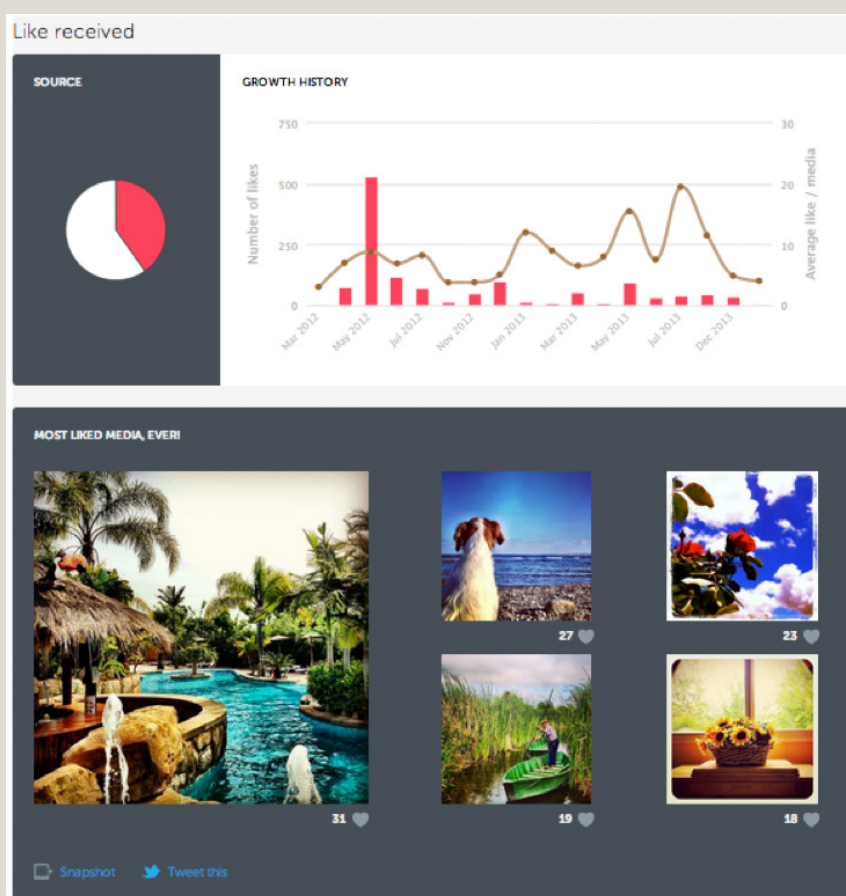 Like received
SOURCE
GROWTH HISTORY
750
500
250
0
Number of likes
30
20
10
0
Average like / media
Mar 2012
May 2012
Jul 2012
Nov 2012
Jan 2013
Mar 2013
May 2013
Jul 2013
Dec 2013
MOST LIKED MEDIA, EVER!
27
23
31
19
18
Snapshot
Tweet this